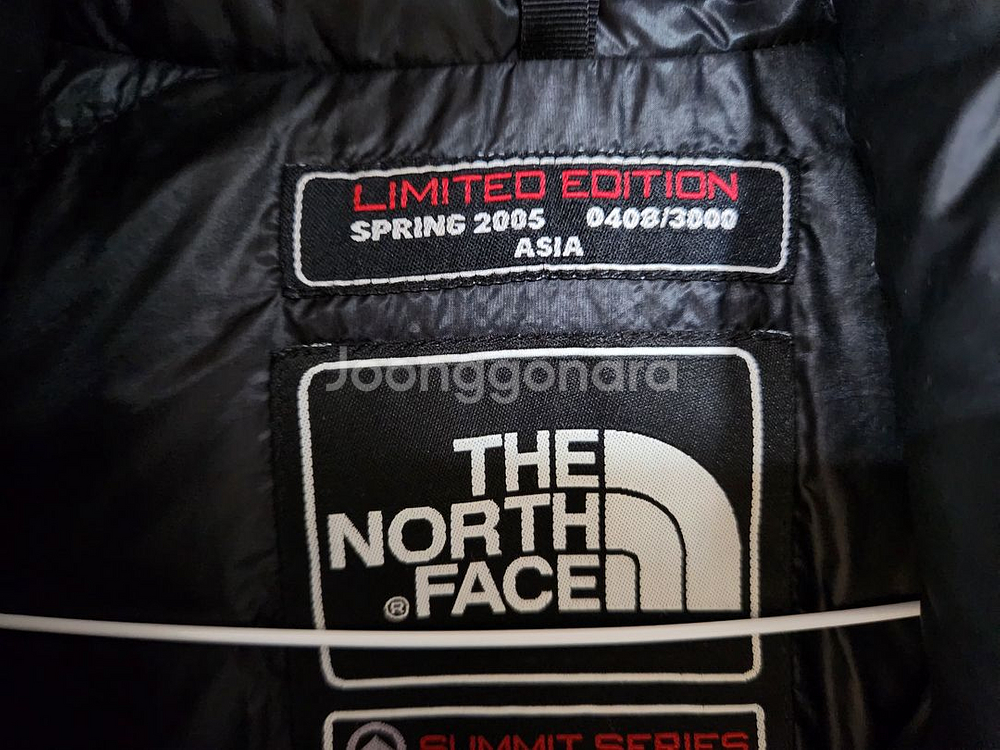 LIMITED EDITION
SPRING 2005 0408/3000
ASIA
Joonggonara
THE
NORTH
FACE
®
SUMMIT SERIES